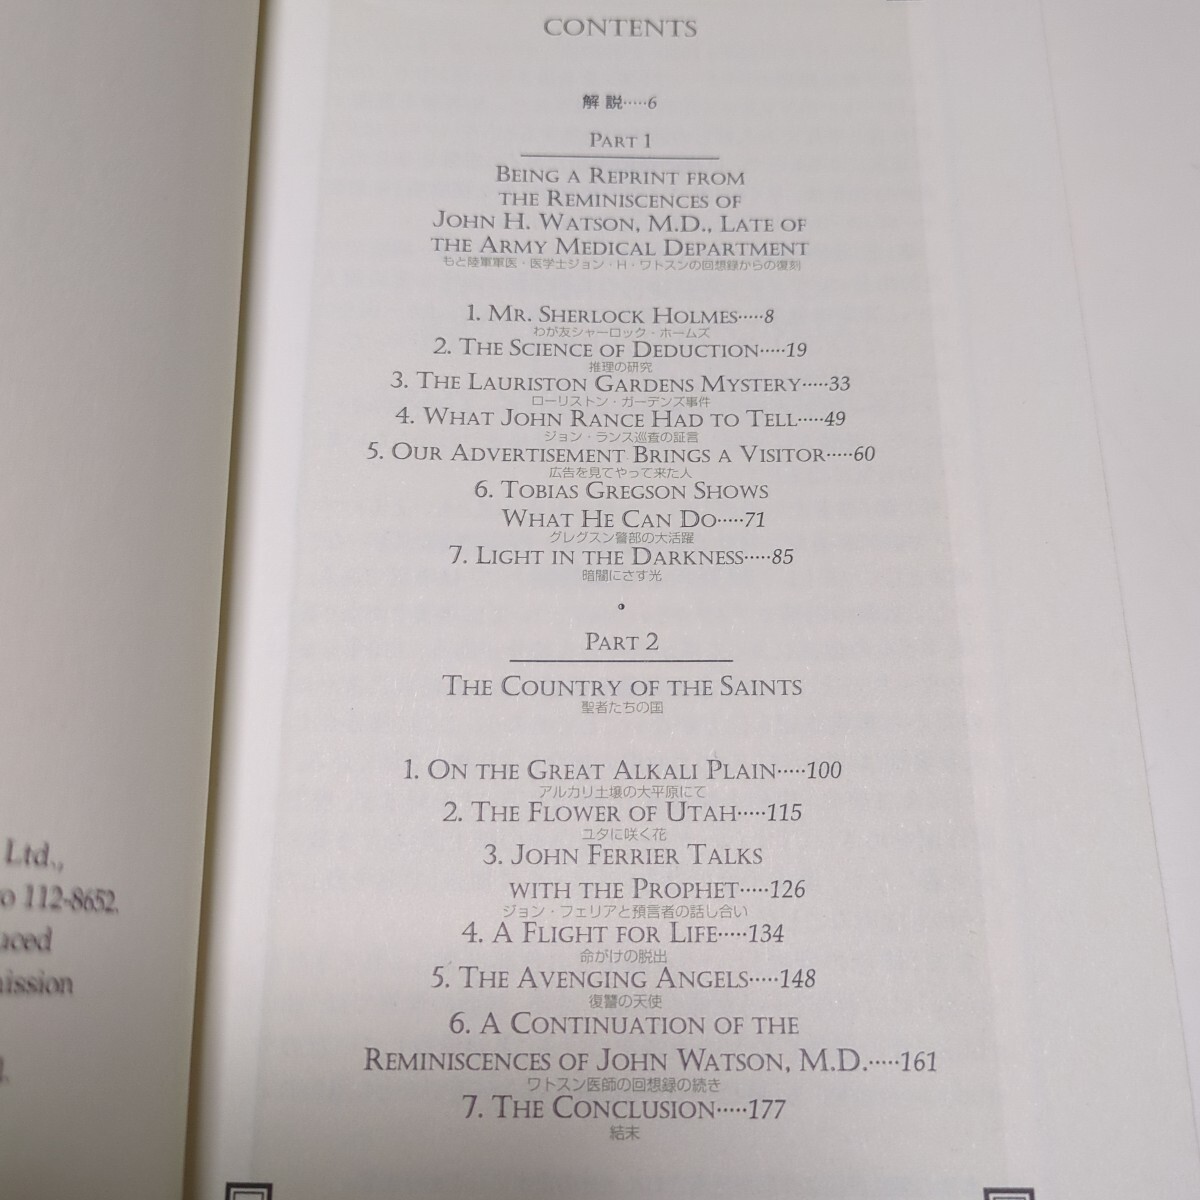 CONTENTS
解説·····6
PART 1
BEING A REPRINT FROM
THE REMINISCENCES OF
JOHN H. WATSON, M.D., LATE OF
THE ARMY MEDICAL DEPARTMENT
もと陸軍軍医・医学士ジョン・H・ワトスンの回想録からの復刻
1. MR. SHERLOCK HOLMES·····8
わが友シャーロック・ホームズ
2. THE SCIENCE OF DEDUCTION·····19
推理の研究
3. THE LAURISTON GARDENS MYSTERY·····33
ローリストン・ガーデンズ事件
4. WHAT JOHN RANCE HAD TO TELL·····49
ジョン・ランス巡査の証言
5. OUR ADVERTISEMENT BRINGS A VISITOR·····60
広告を見てやって来た人
6. TOBIAS GREGSON SHOWS
WHAT HE CAN DO·····71
グレグスン警部の大活躍
7. LIGHT IN THE DARKNESS·····85
暗闇にさす光
PART 2
THE COUNTRY OF THE SAINTS
聖者たちの国
1. ON THE GREAT ALKALI PLAIN·····100
アルカリ土壌の大平原にて
2. THE FLOWER OF UTAH·····115
ユタに咲く花
3. JOHN FERRIER TALKS
WITH THE PROPHET·····126
ジョン・フェリアと預言者の話し合い
4. A FLIGHT FOR LIFE·····134
命がけの脱出
5. THE AVENGING ANGELS·····148
復讐の天使
6. A CONTINUATION OF THE
REMINISCENCES OF JOHN WATSON, M.D.·····161
ワトスン医師の回想録の続き
7. THE CONCLUSION·····177
結末
Ltd.,
o 112-8652.
aced
ission